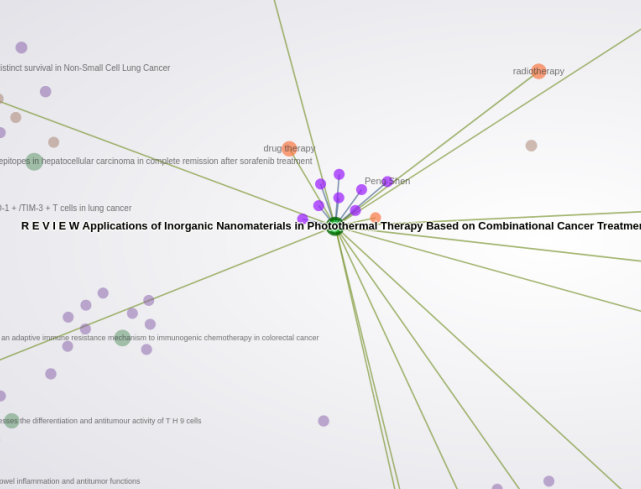 istinct survival in Non-Small Cell Lung Cancer
radiotherapy
drug therapy
epitopes in hepatocellular carcinoma in complete remission after sorafenib treatment
Peng Shen
-1 + /TIM-3 + T cells in lung cancer
R E V I E W Applications of Inorganic Nanomaterials in Photothermal Therapy Based on Combinational Cancer Treatmen
an adaptive immune resistance mechanism to immunogenic chemotherapy in colorectal cancer
esses the differentiation and antitumour activity of T H 9 cells
owel inflammation and antitumor functions